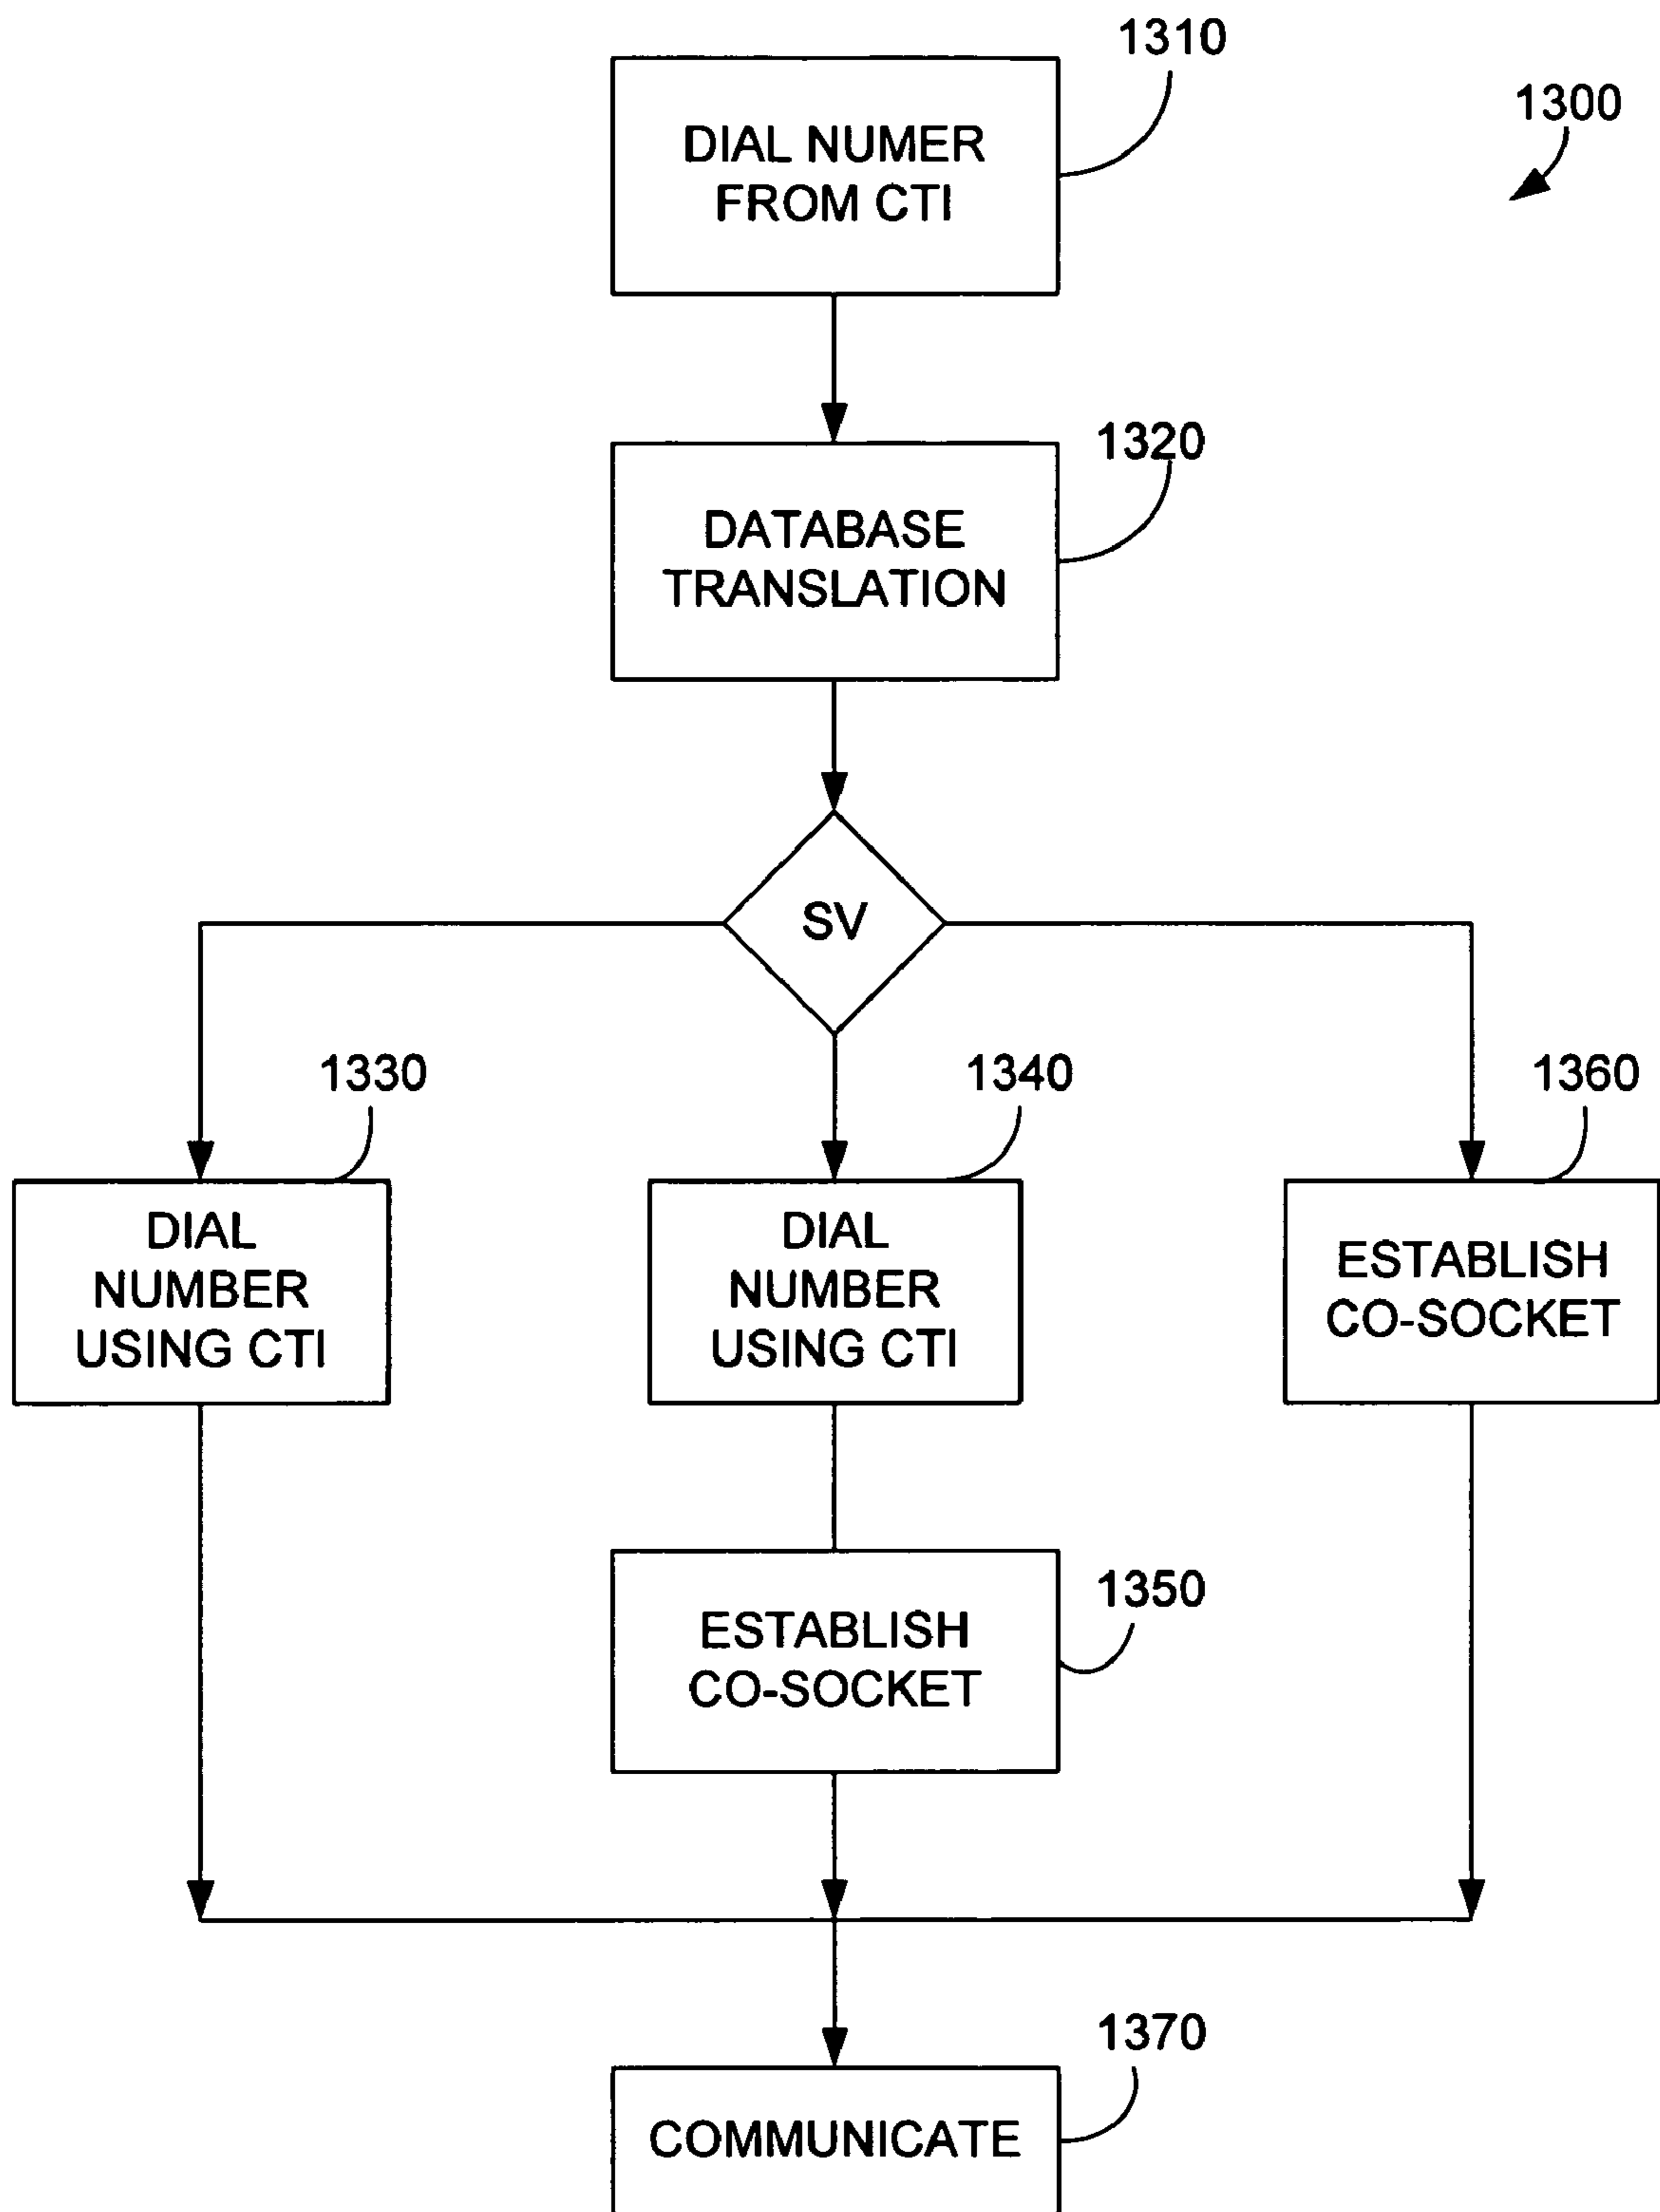 1310
1300
DIAL NUMER
FROM CTI
1320
DATABASE
TRANSLATION
SV
1330
1340
1360
DIAL
NUMBER
USING CTI
DIAL
NUMBER
USING CTI
ESTABLISH
CO-SOCKET
1350
ESTABLISH
CO-SOCKET
1370
COMMUNICATE